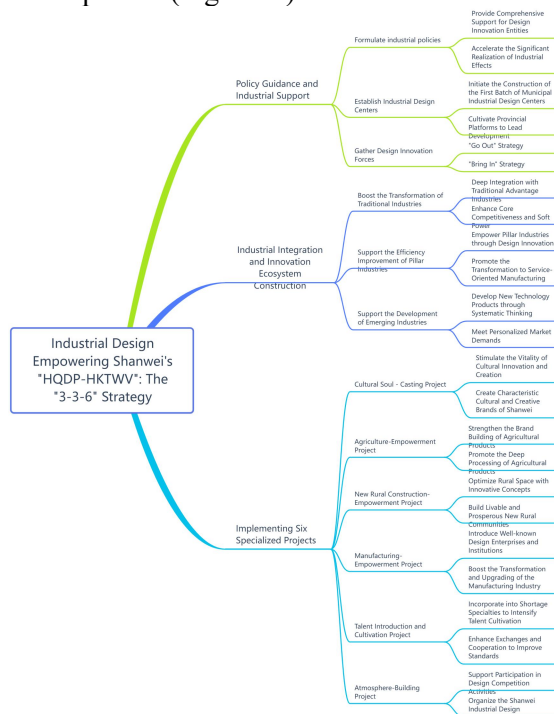 Provide Comprehensive
Support for Design
Innovation Entities
Formulate industrial policies
Accelerate the Significant
Realization of Industrial
Effects
Policy Guidance and
Industrial Support
Initiate the Construction of
the First Batch of Municipal
Industrial Design Centers
Establish Industrial Design
Centers
Cultivate Provincial
Platforms to Lead
Development
Gather Design Innovation
Forces
"Go Out" Strategy
"Bring In" Strategy
Deep Integration with
Traditional Advantage
Industries
Boost the Transformation of
Traditional Industries
Enhance Core
Competitiveness and Soft
Power
Industrial Integration
and Innovation
Ecosystem
Construction
Empower Pillar Industries
through Design Innovation
Support the Efficiency
Improvement of Pillar
Industries
Promote the
Transformation to Service-
Oriented Manufacturing
Develop New Technology
Products through
Systematic Thinking
Support the Development
of Emerging Industries
Meet Personalized Market
Demands
Industrial Design
Empowering Shanwei's
"HQDP-HKTWV": The
"3-3-6" Strategy
Stimulate the Vitality of
Cultural Innovation and
Creation
Cultural Soul - Casting Project
Create Characteristic
Cultural and Creative
Brands of Shanwei
Strengthen the Brand
Building of Agricultural
Products
Agriculture-Empowerment
Project
Promote the Deep
Processing of Agricultural
Products
Optimize Rural Space with
Innovative Concepts
New Rural Construction-
Empowerment Project
Build Livable and
Prosperous New Rural
Communities
Implementing Six
Specialized Projects
Introduce Well-known
Design Enterprises and
Institutions
Manufacturing-
Empowerment Project
Boost the Transformation
and Upgrading of the
Manufacturing Industry
Incorporate into Shortage
Specialties to Intensify
Talent Cultivation
Talent Introduction and
Cultivation Project
Enhance Exchanges and
Cooperation to Improve
Standards
Support Participation in
Design Competition
Activities
Atmosphere-Building
Project
Organize the Shanwei
Industrial Design